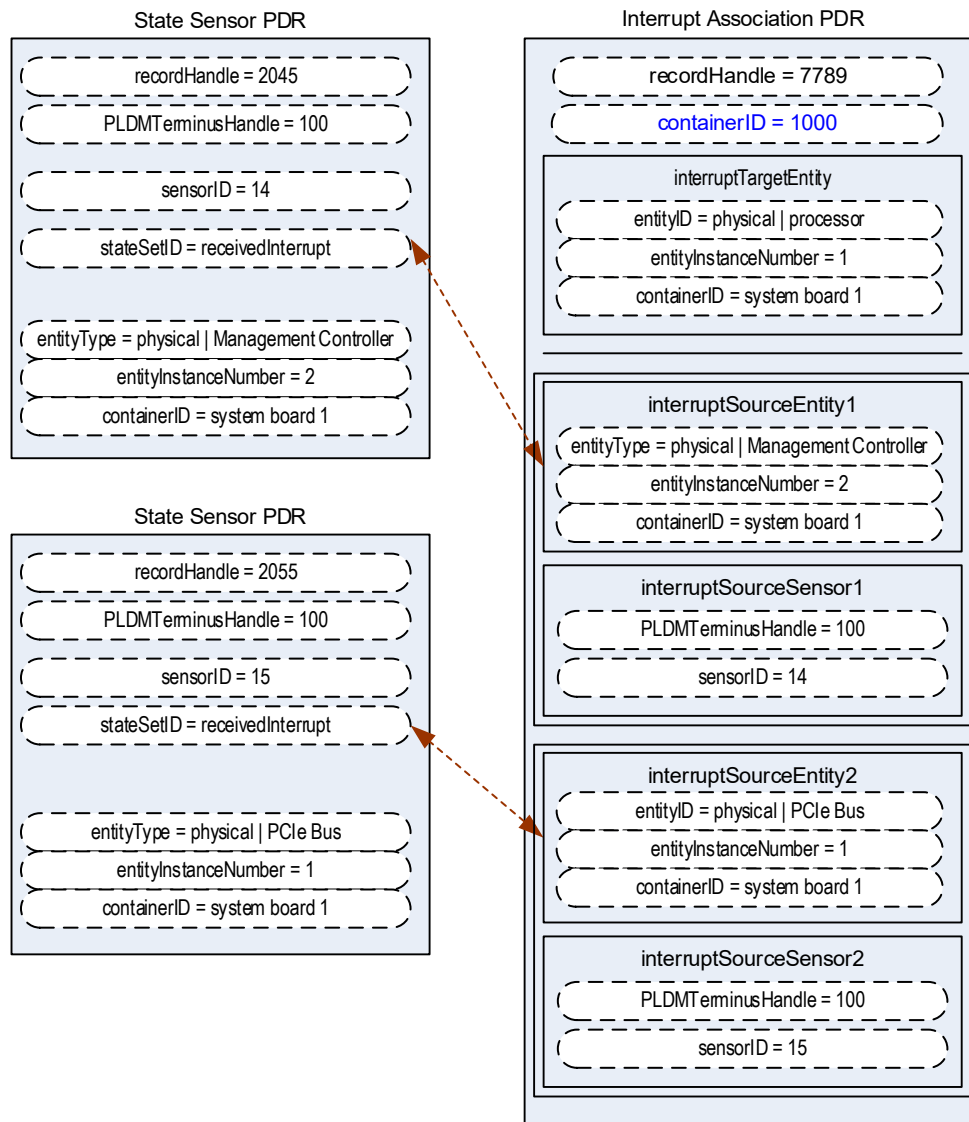 State Sensor PDR
recordHandle = 2045
PLDMTerminusHandle = 100
sensorID = 14
stateSetID = receivedInterrupt
entityType = physical | Management Controller
entityInstanceNumber = 2
containerID = system board 1
State Sensor PDR
recordHandle = 2055
PLDMTerminusHandle = 100
sensorID = 15
stateSetID = receivedInterrupt
entityType = physical | PCIe Bus
entityInstanceNumber = 1
containerID = system board 1
Interrupt Association PDR
recordHandle = 7789
containerID = 1000
interruptTargetEntity
entityID = physical | processor
entityInstanceNumber = 1
containerID = system board 1
interruptSourceEntity1
entityType = physical | Management Controller
entityInstanceNumber = 2
containerID = system board 1
interruptSourceSensor1
PLDMTerminusHandle = 100
sensorID = 14
interruptSourceEntity2
entityID = physical | PCIe Bus
entityInstanceNumber = 1
containerID = system board 1
interruptSourceSensor2
PLDMTerminusHandle = 100
sensorID = 15